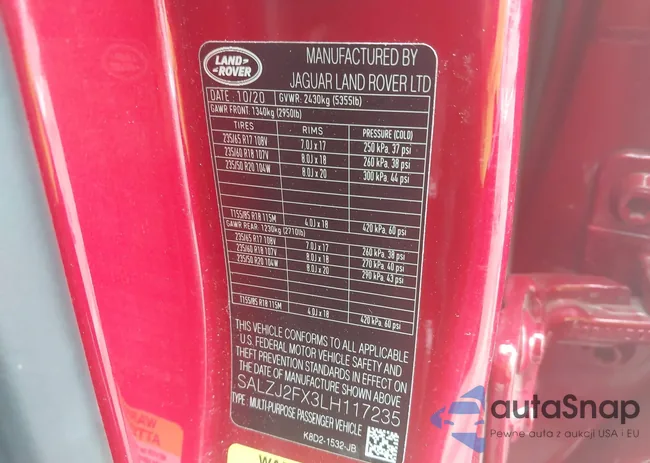 LAND
ROVER
MANUFACTURED BY
JAGUAR LAND ROVER LTD
DATE : 10/20 GVWR: 2430kg (5355lb)
GAWR FRONT: 1340kg (2950lb)
TIRES RIMS PRESSURE (COLD)
235/65 R17 108V 7.0J x 17 250 kPa, 37 psi
235/60 R18 107V 8.0J x 18 260 kPa, 38 psi
235/50 R20 104W 8.0J x 20 300 kPa, 44 psi
T155/85 R18 115M 4.0J x 18 420 kPa, 60 psi
GAWR REAR: 1230kg (2710lb)
235/65 R17 108V 7.0J x 17 260 kPa, 38 psi
235/60 R18 107V 8.0J x 18 270 kPa, 40 psi
235/50 R20 104W 8.0J x 20 290 kPa, 43 psi
T155/85 R18 115M 4.0J x 18 420 kPa, 60 psi
THIS VEHICLE CONFORMS TO ALL APPLICABLE
U.S. FEDERAL MOTOR VEHICLE SAFETY AND
THEFT PREVENTION STANDARDS IN EFFECT ON
THE DATE OF MANUFACTURE SHOWN ABOVE
SALZJ2FX3LH117235
TYPE: MULTI-PURPOSE PASSENGER VEHICLE
K8D2-1532-JB
autaSnap
Pewne auta z aukcji USA i EU